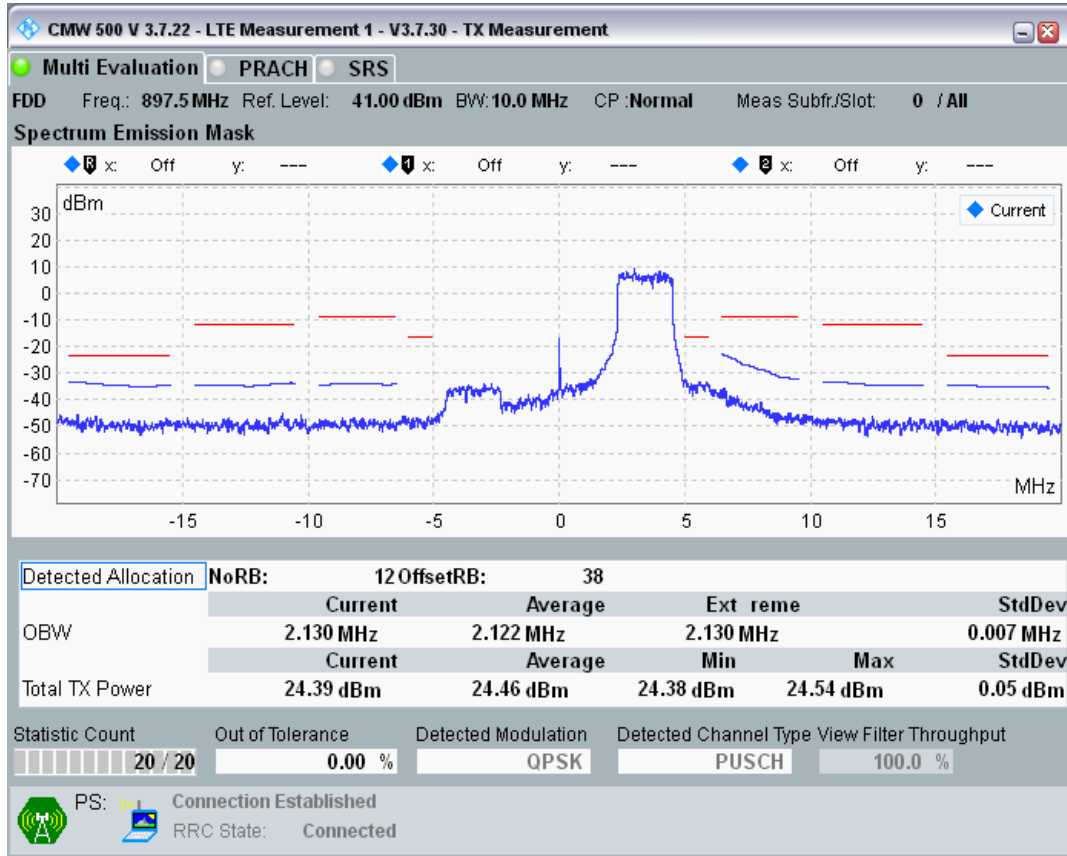 CMW 500 V 3.7.22 - LTE Measurement 1 - V3.7.30 - TX Measurement
Multi Evaluation PRACH SRS
FDD Freq.: 897.5 MHz Ref. Level: 41.00 dBm BW: 10.0 MHz CP :Normal Meas Subfr./Slot: 0 / All
Spectrum Emission Mask
R x: Off y: --- 1 x: Off y: --- 2 x: Off y: ---
dBm
Current
30
20
10
0
-10
-20
-30
-40
-50
-60
-70
MHz
-15 -10 -5 0 5 10 15
Detected Allocation NoRB: 12 OffsetRB: 38
Current Average Ext reme StdDev
OBW 2.130 MHz 2.122 MHz 2.130 MHz 0.007 MHz
Current Average Min Max StdDev
Total TX Power 24.39 dBm 24.46 dBm 24.38 dBm 24.54 dBm 0.05 dBm
Statistic Count Out of Tolerance Detected Modulation Detected Channel Type View Filter Throughput
20 / 20 0.00 % QPSK PUSCH 100.0 %
PS: Connection Established
RRC State: Connected